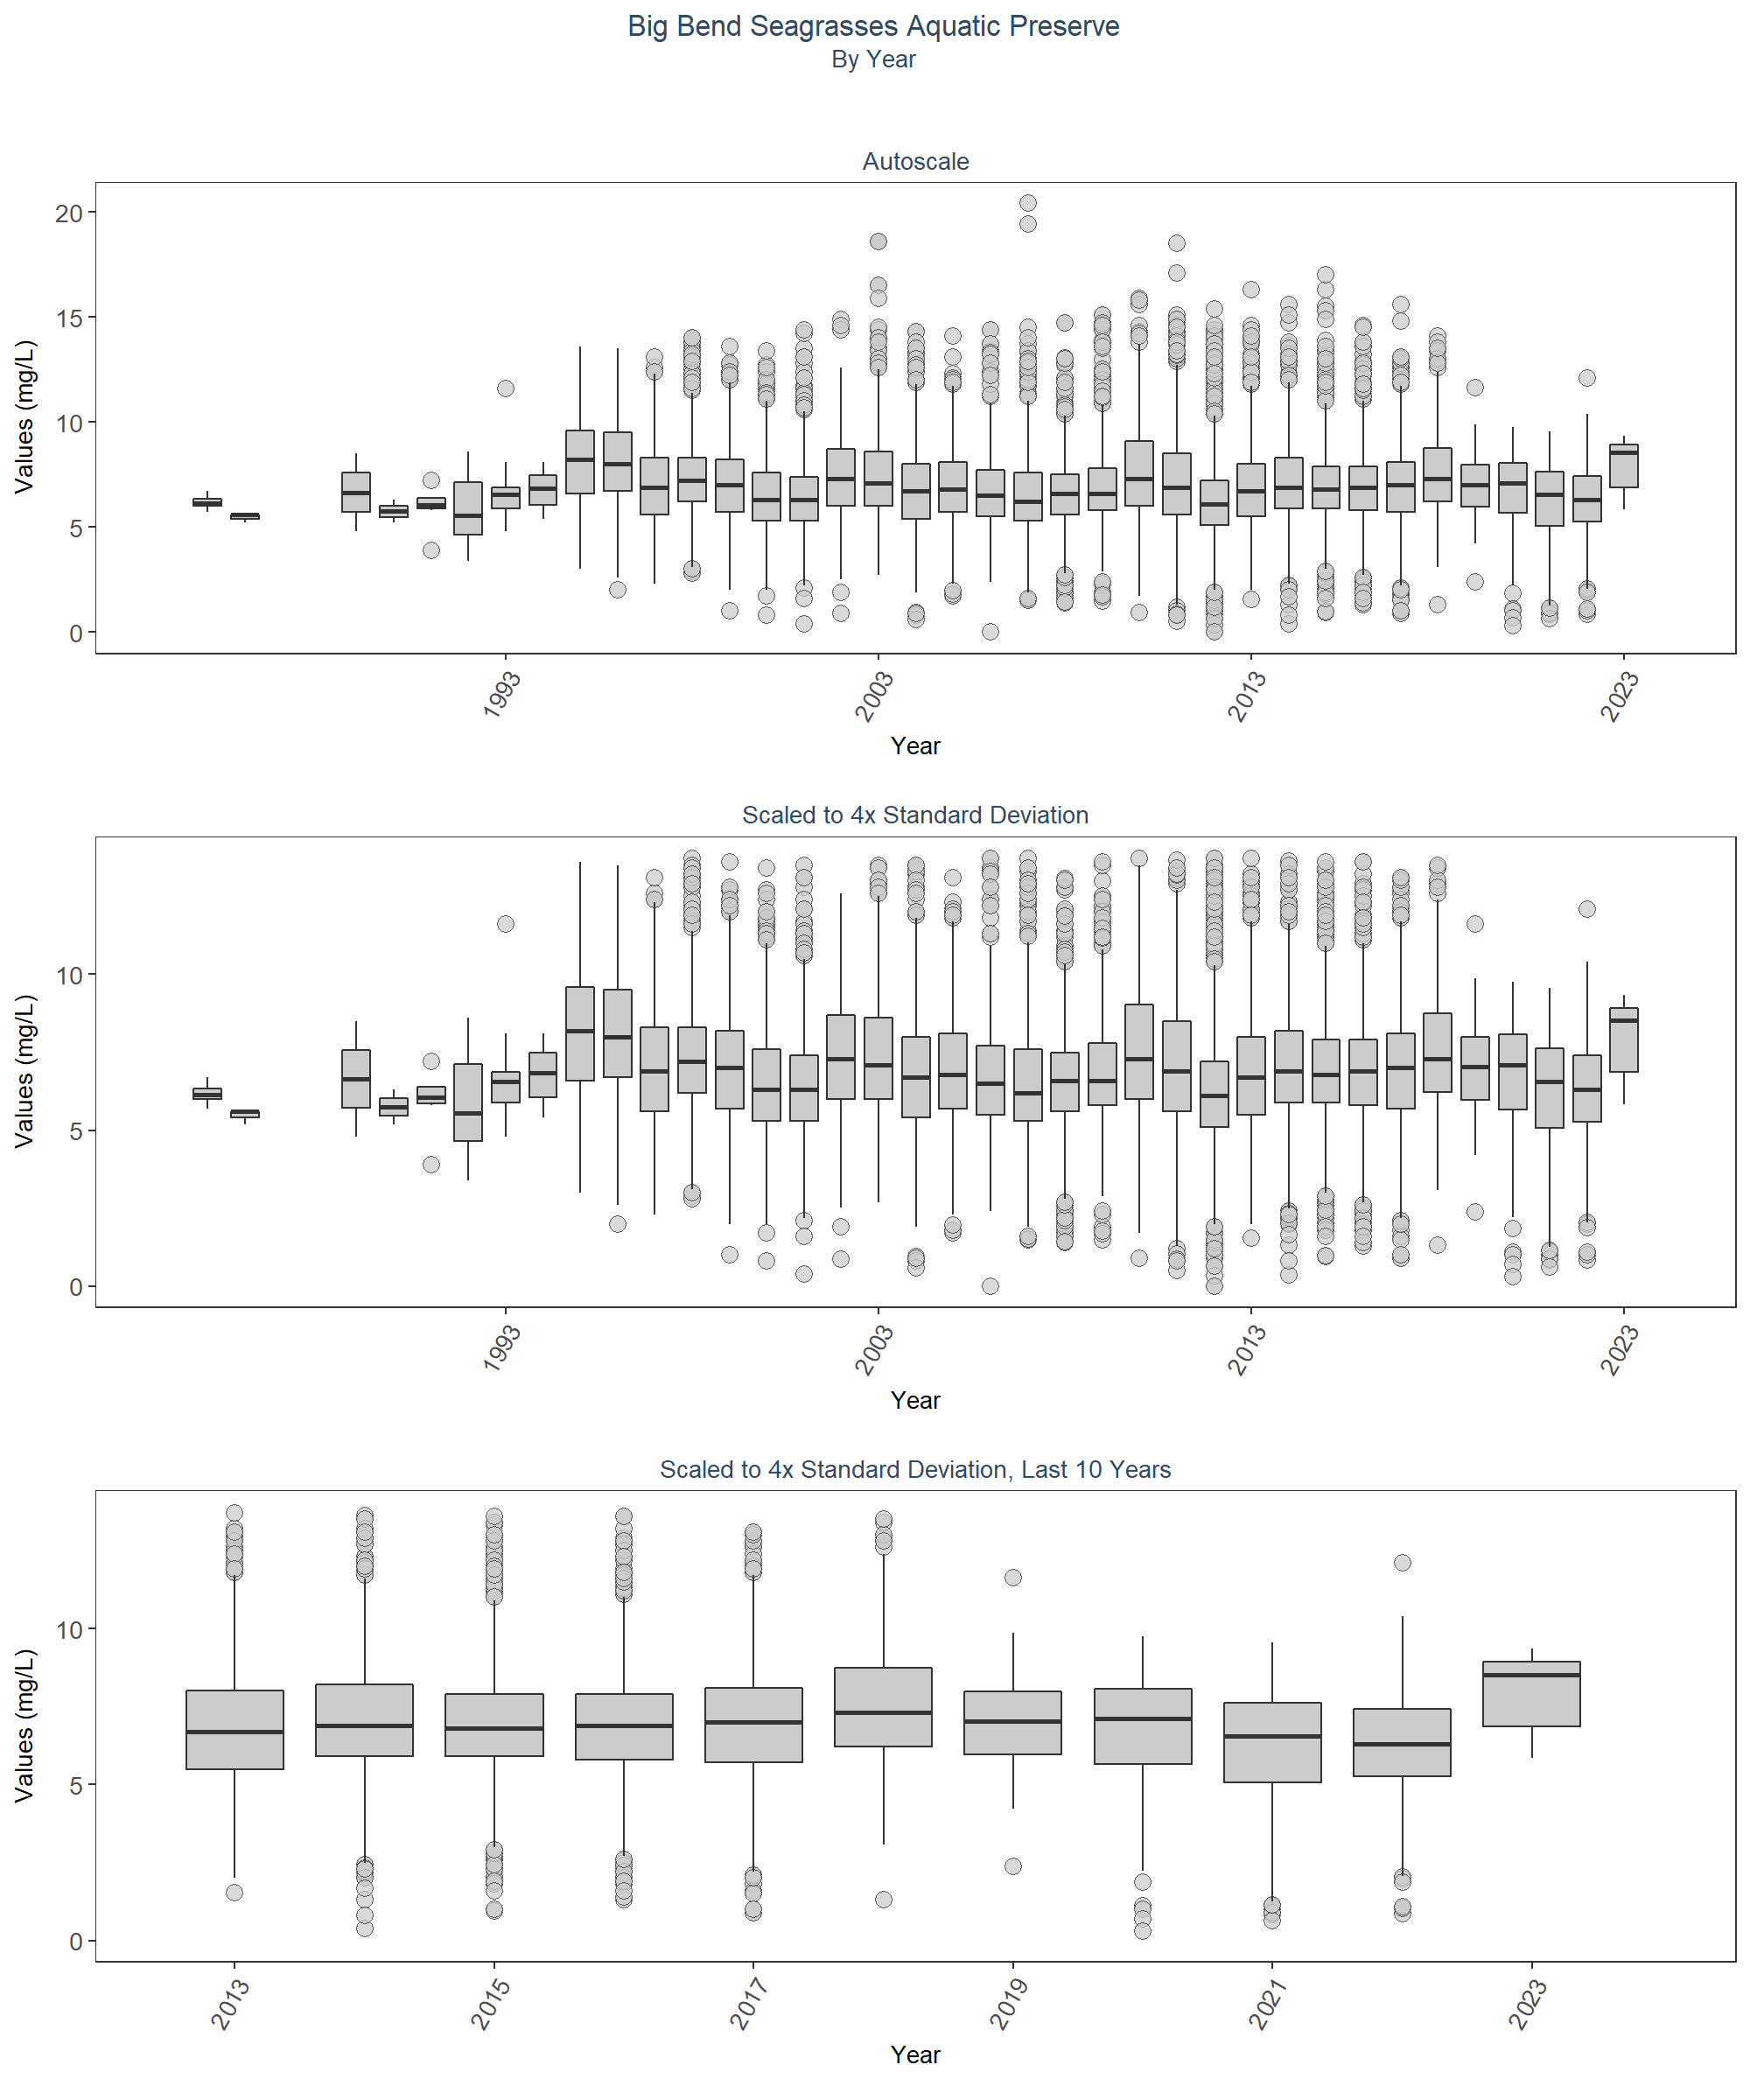 Big Bend Seagrasses Aquatic Preserve
By Year
Autoscale
Values (mg/L)
20
15
10
5
0
1993
2003
2013
2023
Year
Scaled to 4x Standard Deviation
Values (mg/L)
10
5
0
1993
2003
2013
2023
Year
Scaled to 4x Standard Deviation, Last 10 Years
Values (mg/L)
10
5
0
2013
2015
2017
2019
2021
2023
Year